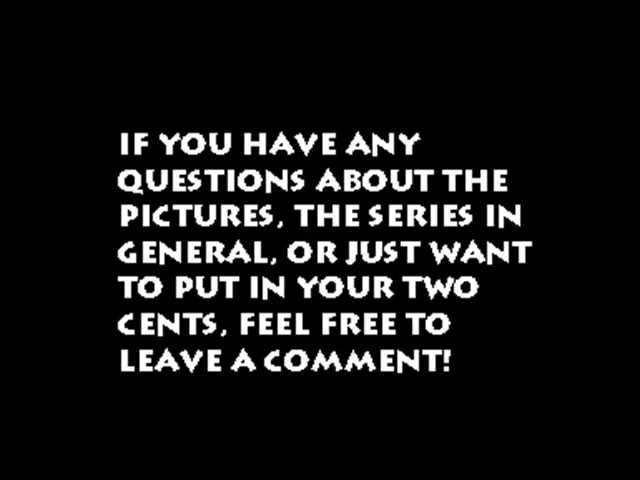 IF YOU HAVE ANY
QUESTIONS ABOUT THE
PICTURES, THE SERIES IN
GENERAL, OR JUST WANT
TO PUT IN YOUR TWO
CENTS, FEEL FREE TO
LEAVE A COMMENT!